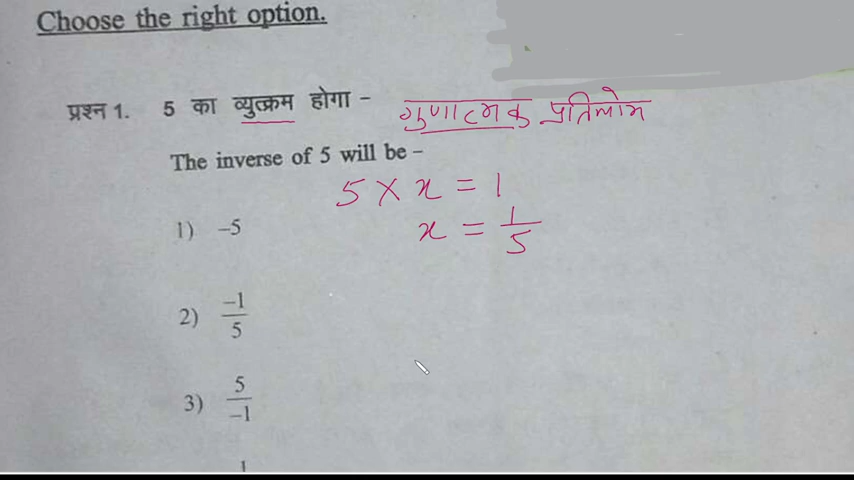 Choose the right option.
प्रश्न 1. 5 का व्युत्क्रम होगा – गुणात्मक प्रतिलोम
The inverse of 5 will be –
5 × x = 1
1) –5
x = 1/5
2) –1/5
3) 5/–1
1